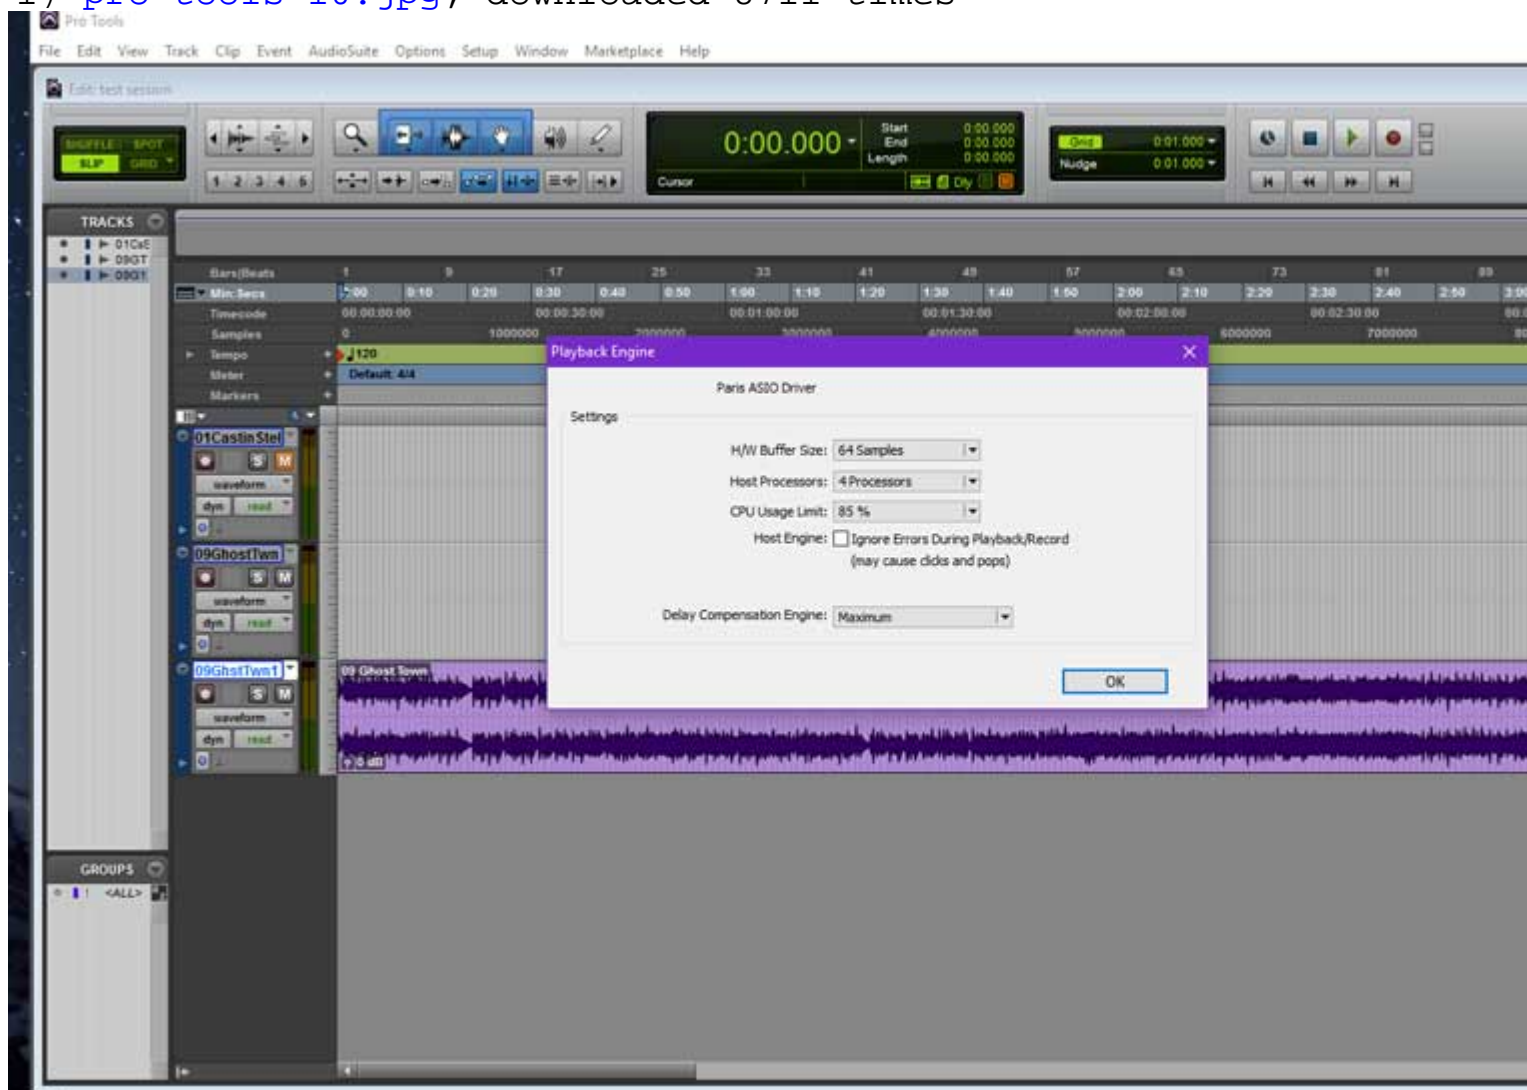 Pro Tools
File Edit View Track Clip Event AudioSuite Options Setup Window Marketplace Help
Edit: test session
SHUFFLE SPOT
SLIP GRID
1 2 3 4 5
0:00.000
Start 0:00.000
End 0:00.000
Length 0:00.000
Cursor
Dly
Grid 0:01.000
Nudge 0:01.000
TRACKS
01CsS
09GT
09G1
Bars|Beats 1 9 17 25 33 41 49 57 65 73 81 89
Min:Secs 0:00 0:10 0:20 0:30 0:40 0:50 1:00 1:10 1:20 1:30 1:40 1:50 2:00 2:10 2:20 2:30 2:40 2:50 3:00
Timecode 00:00:00:00 00:00:30:00 00:01:00:00 00:01:30:00 00:02:00:00 00:02:30:00
Samples 0 1000000 2000000 3000000 4000000 5000000 6000000 7000000
Tempo 120
Meter Default: 4/4
Markers
Playback Engine
Paris ASIO Driver
Settings
H/W Buffer Size: 64 Samples
Host Processors: 4 Processors
CPU Usage Limit: 85 %
Host Engine: Ignore Errors During Playback/Record
(may cause clicks and pops)
Delay Compensation Engine: Maximum
OK
01CastinStel
S M
waveform
dyn read
09GhostTwn
S M
waveform
dyn read
09GhstTwn1
S M
waveform
dyn read
09 Ghost Town
0 dB
GROUPS
! <ALL>